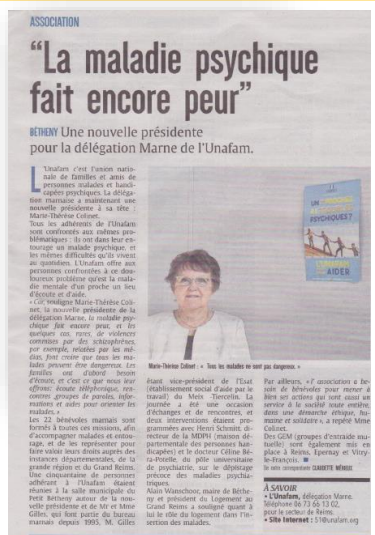 ASSOCIATION
“La maladie psychique
fait encore peur”
BÉTHENY Une nouvelle présidente
pour la délégation Marne de l'Unafam.
L'Unafam c'est l'union natio-
nale de familles et amis de
personnes malades et handi-
capées psychiques. La déléga-
tion marnaise a maintenant une
nouvelle présidente à sa tête :
Marie-Thérèse Colinet.
Tous les adhérents de l'Unafam
sont confrontés aux mêmes pro-
blématiques : ils ont dans leur en-
tourage un malade psychique, et
les mêmes difficultés qu'ils vivent
au quotidien. L'Unafam offre aux
personnes confrontées à ce dou-
loureux problème qu'est la mala-
die mentale d'un proche un lieu
d'écoute et d'aide.
« Car, souligne Marie-Thérèse Coli-
net, la nouvelle présidente de la
délégation de la Marne, la maladie psy-
chique fait encore peur, et les
quelques cas, rares, de violences
commises par des schizophrènes,
par exemple, relatées par les mé-
dias, font croire que tous les ma-
lades peuvent être dangereux. Les
familles ont d'abord besoin
d'écoute, et c'est ce que nous leur
offrons: écoute téléphonique, ren-
contres groupes de paroles, infor-
mations et aides pour orienter les
malades. »
Les 22 bénévoles marnais sont
formés à toutes ces missions, afin
d'accompagner malades et entou-
rage, et de les représenter pour
faire valoir leurs droits auprès des
instances départementales, de la
grande région et du Grand Reims.
Une cinquantaine de personnes
adhérant à l'Unafam étaient
réunies à la salle municipale du
Petit Bétheny autour de la nou-
velle présidente et de Mr et Mme
Gilles, qui font partie du bureau
marnais depuis 1995, M. Gilles
UN
PSYCHIQUES ?
L'UNAFAM
AIDER
Marie-Thérèse Colinet : « Tous les malades ne sont pas dangereux. »
étant vice-président de l'Esat
(établissement social d'aide par le
travail) du Meix -Tiercelin. La
journée a été une occasion
d'échanges et de rencontres, et
deux interventions étaient pro-
grammées avec Henri Schmitt di-
recteur de la MDPH (maison dé-
partementale des personnes han-
dicapées) et le docteur Céline Bé-
ra-Potelle, du pôle universitaire
de psychiatrie, sur le dépistage
précoce des maladies psychia-
triques.
Alain Wanschoor, maire de Béthe-
ny et président du Logement au
Grand Reims a souligné quant à
lui le rôle du logement dans l'in-
sertion des malades.
Par ailleurs, « l'association a be-
soin de bénévoles pour mener à
bien ses actions qui sont aussi un
service à la société toute entière,
dans une démarche éthique, hu-
maine et solidaire », a repéré Mme
Colinet.
Des GEM (groupes d'entraide mu-
tuelle) sont également mis en
place à Reims, Epernay et Vitry-
le-François.
De notre correspondante CLAUDETTE
À SAVOIR
• L'Unafam, délégation Marne.
Téléphone 06 73 66 13 02,
pour le secteur de Reims.
• Site Internet : 51@unafam.org